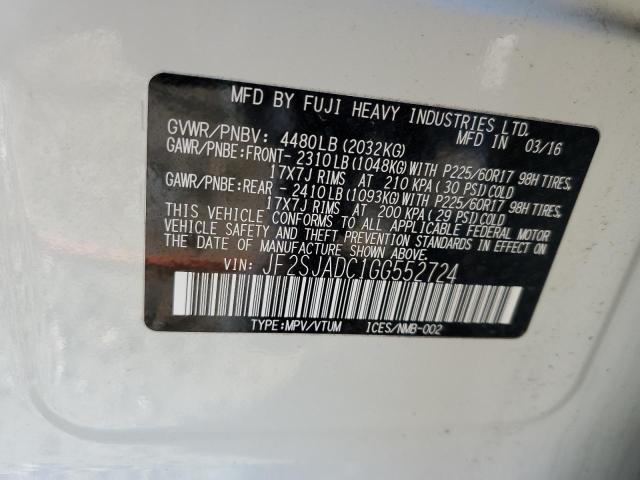 MFD BY FUJI HEAVY INDUSTRIES LTD.
MFD IN 03/16
GVWR/PNBV: 4480LB (2032KG)
GAWR/PNBE:FRONT- 2310LB (1048KG) WITH P225/60R17 98H TIRES,
17X7J RIMS AT 210 KPA (30 PSI) COLD
GAWR/PNBE:REAR - 2410LB (1093KG) WITH P225/60R17 98H TIRES,
17X7J RIMS AT 200 KPA (29 PSI) COLD
THIS VEHICLE CONFORMS TO ALL APPLICABLE FEDERAL MOTOR
VEHICLE SAFETY AND THEFT PREVENTION STANDARDS IN EFFECT ON
THE DATE OF MANUFACTURE SHOWN ABOVE.
VIN: JF2SJADC1GG552724
TYPE:MPV/VTUM ICES/NMB-002